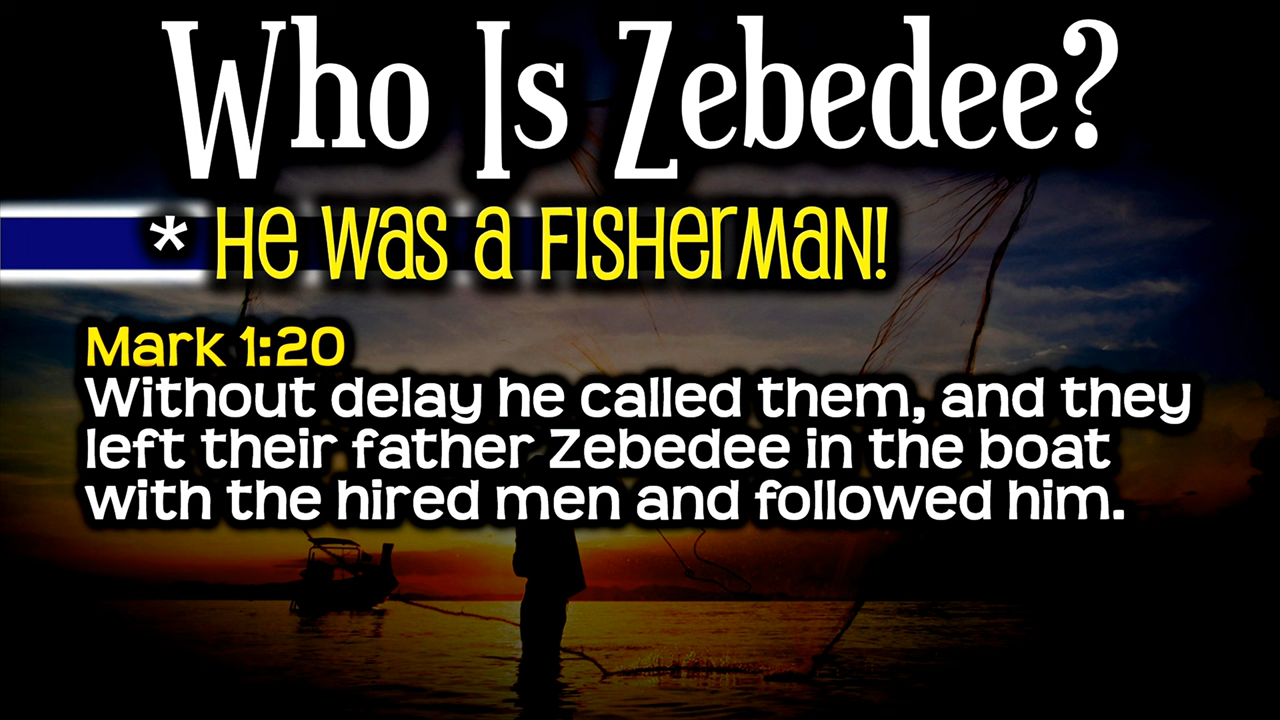 Who Is Zebedee?
* He was a fisherman!
Mark 1:20
Without delay he called them, and they
left their father Zebedee in the boat
with the hired men and followed him.